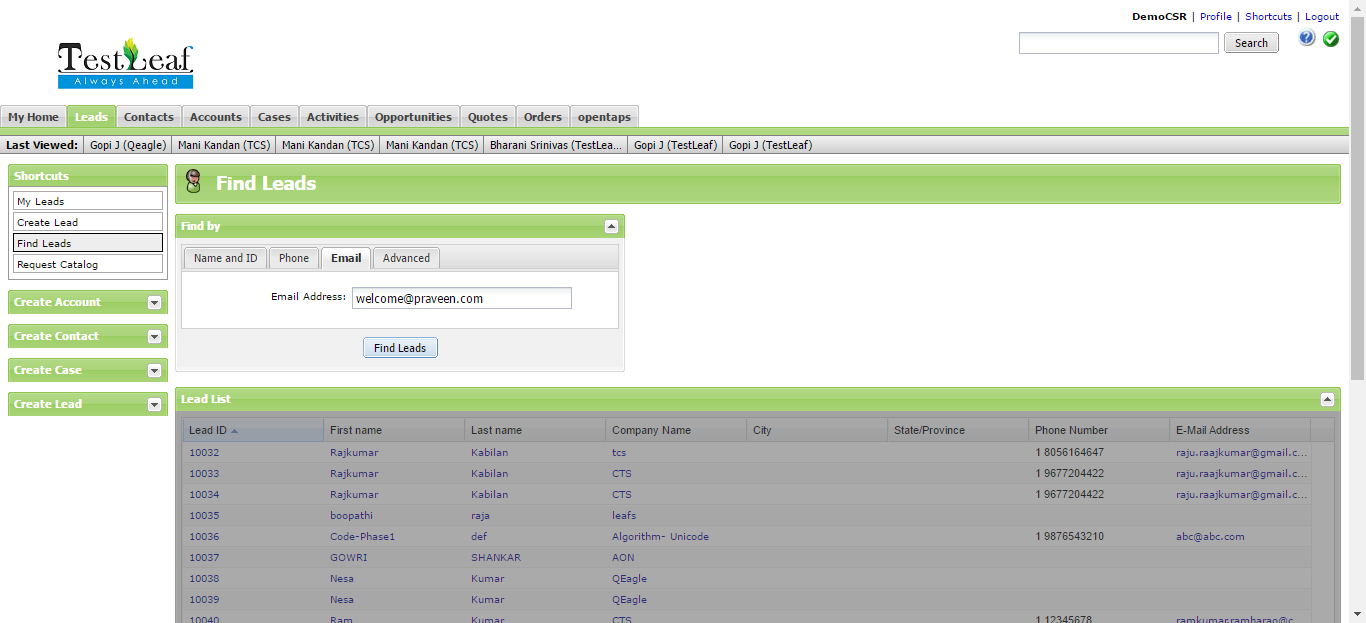 DemoCSR | Profile | Shortcuts | Logout
Search
TestLeaf
Always Ahead
My Home Leads Contacts Accounts Cases Activities Opportunities Quotes Orders opentaps
Last Viewed: Gopi J (Qeagle) Mani Kandan (TCS) Mani Kandan (TCS) Mani Kandan (TCS) Bharani Srinivas (TestLea... Gopi J (TestLeaf) Gopi J (TestLeaf)
Shortcuts
My Leads
Create Lead
Find Leads
Request Catalog
Create Account
Create Contact
Create Case
Create Lead
Find Leads
Find by
Name and ID Phone Email Advanced
Email Address: welcome@praveen.com
Find Leads
Lead List
Lead ID First name Last name Company Name City State/Province Phone Number E-Mail Address
10032 Rajkumar Kabilan tcs 1 8056164647 raju.raajkumar@gmail.c...
10033 Rajkumar Kabilan CTS 1 9677204422 raju.raajkumar@gmail.c...
10034 Rajkumar Kabilan CTS 1 9677204422 raju.raajkumar@gmail.c...
10035 boopathi raja leafs
10036 Code-Phase1 def Algorithm- Unicode 1 9876543210 abc@abc.com
10037 GOWRI SHANKAR AON
10038 Nesa Kumar QEagle
10039 Nesa Kumar QEagle
10040 Ram Kumar CTS 1 12345678 ramkumar.rambarao@c...